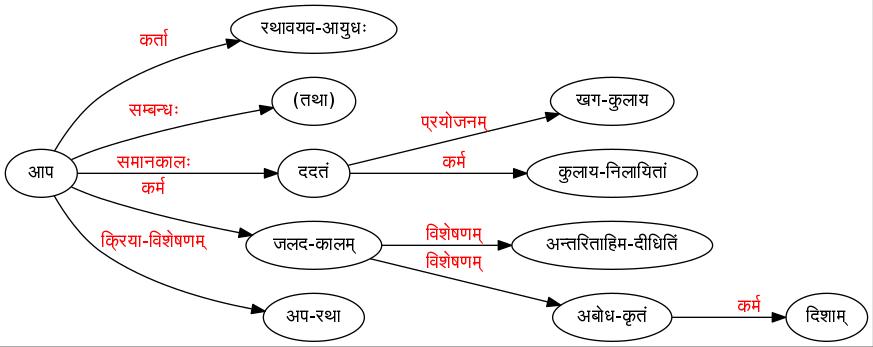 रथावयव-आयुधः
कर्ता
(तथा)
खग-कुलाय
सम्बन्धः
प्रयोजनम्
आप
समानकालः
ददतं
कर्म
कुलाय-निलायितां
कर्म
जलद-कालम्
विशेषणम्
अन्तरिताहिम-दीधितिं
क्रिया-विशेषणम्
विशेषणम्
अप-रथा
अबोध-कृतं
कर्म
दिशाम्